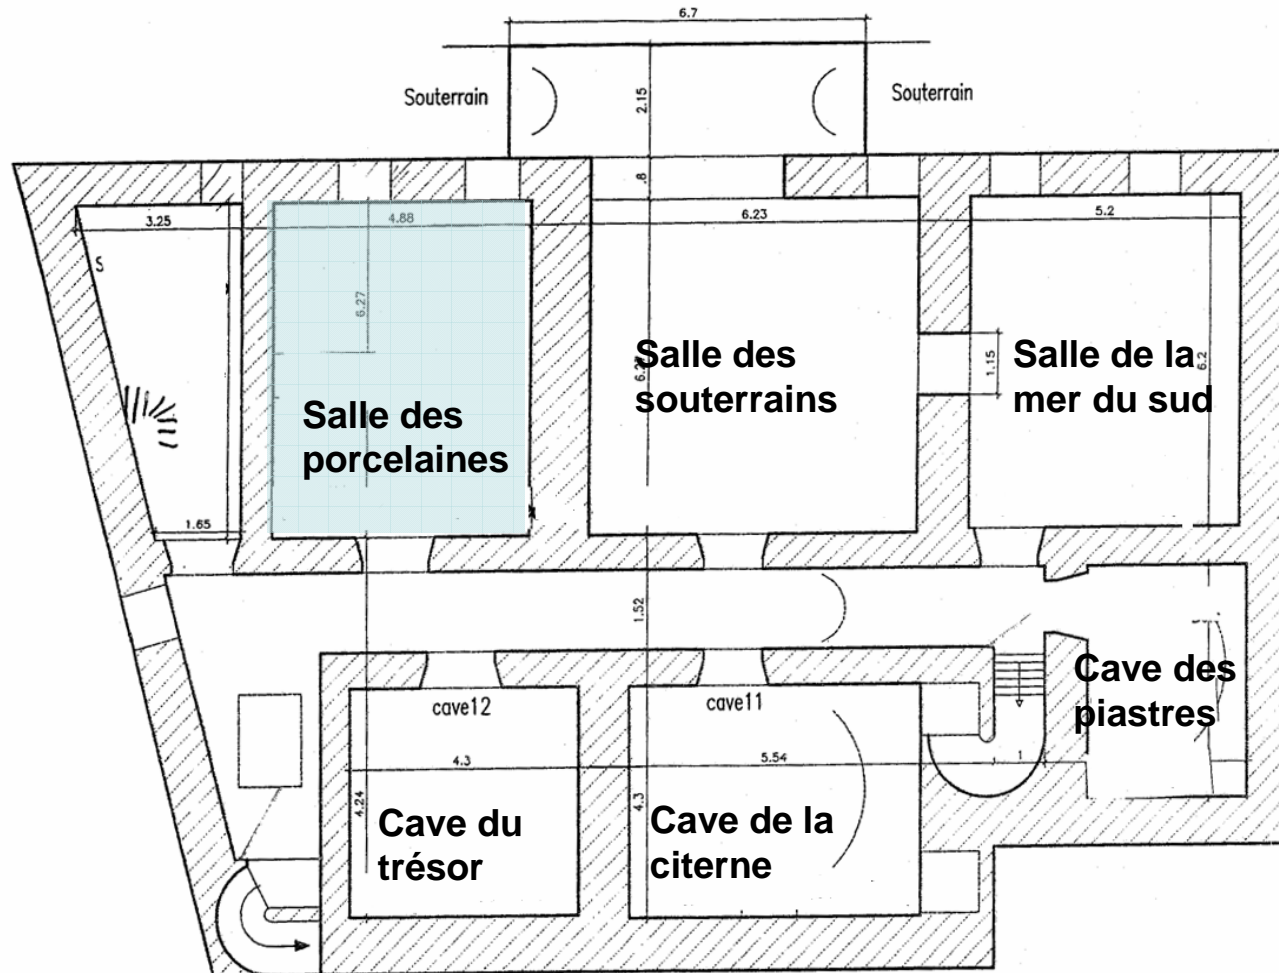 6.7
Souterrain
2.15
Souterrain
.8
3.25
4.88
6.23
5.2
S
6.27
Salle des
souterrains
1.15
Salle de la
mer du sud
6.2
Salle des
porcelaines
1.65
1.52
Cave des
piastres
cave12
cave11
4.3
5.54
1
4.24
4.3
Cave du
trésor
Cave de la
citerne